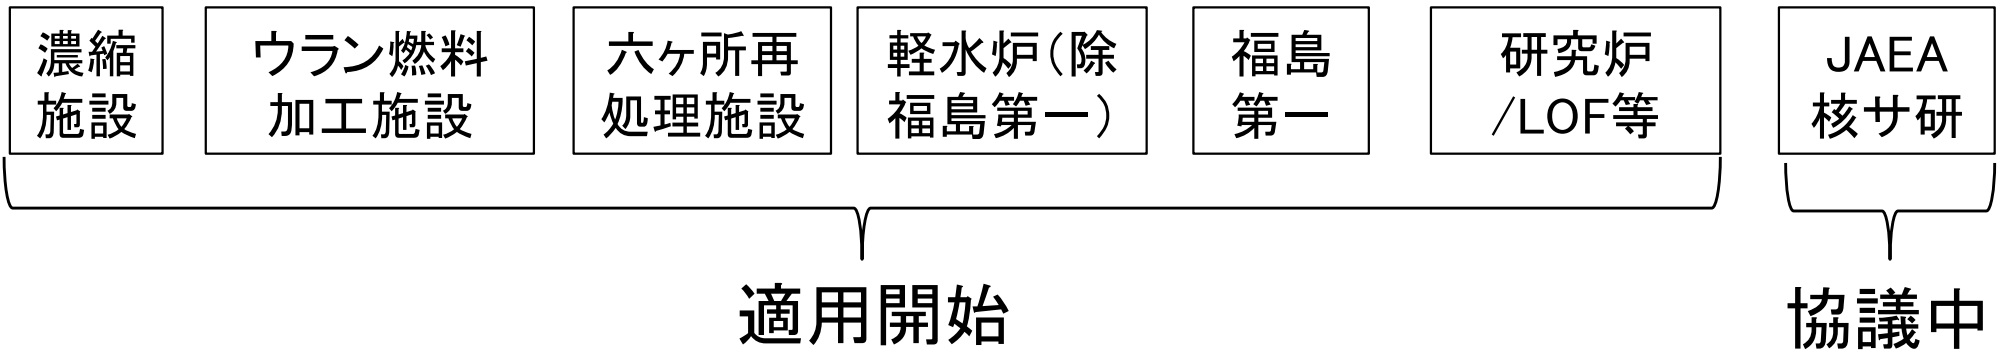 濃縮
施設
ウラン燃料
加工施設
六ヶ所再
処理施設
軽水炉（除
福島第一）
福島
第一
研究炉
/LOF等
JAEA
核サ研
適用開始
協議中